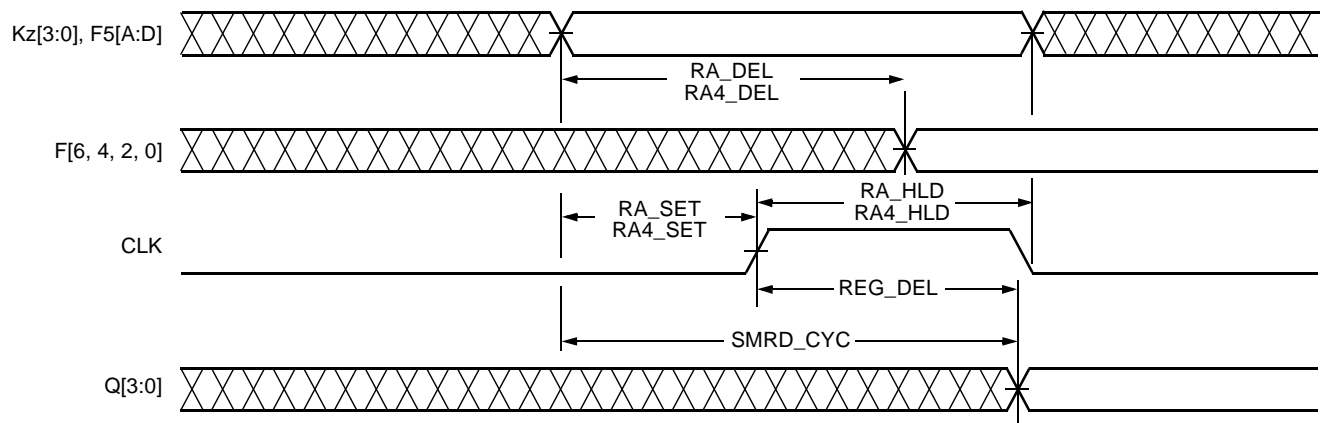 Kz[3:0], F5[A:D]
RA_DEL
RA4_DEL
F[6, 4, 2, 0]
RA_SET
RA4_SET
RA_HLD
RA4_HLD
CLK
REG_DEL
SMRD_CYC
Q[3:0]